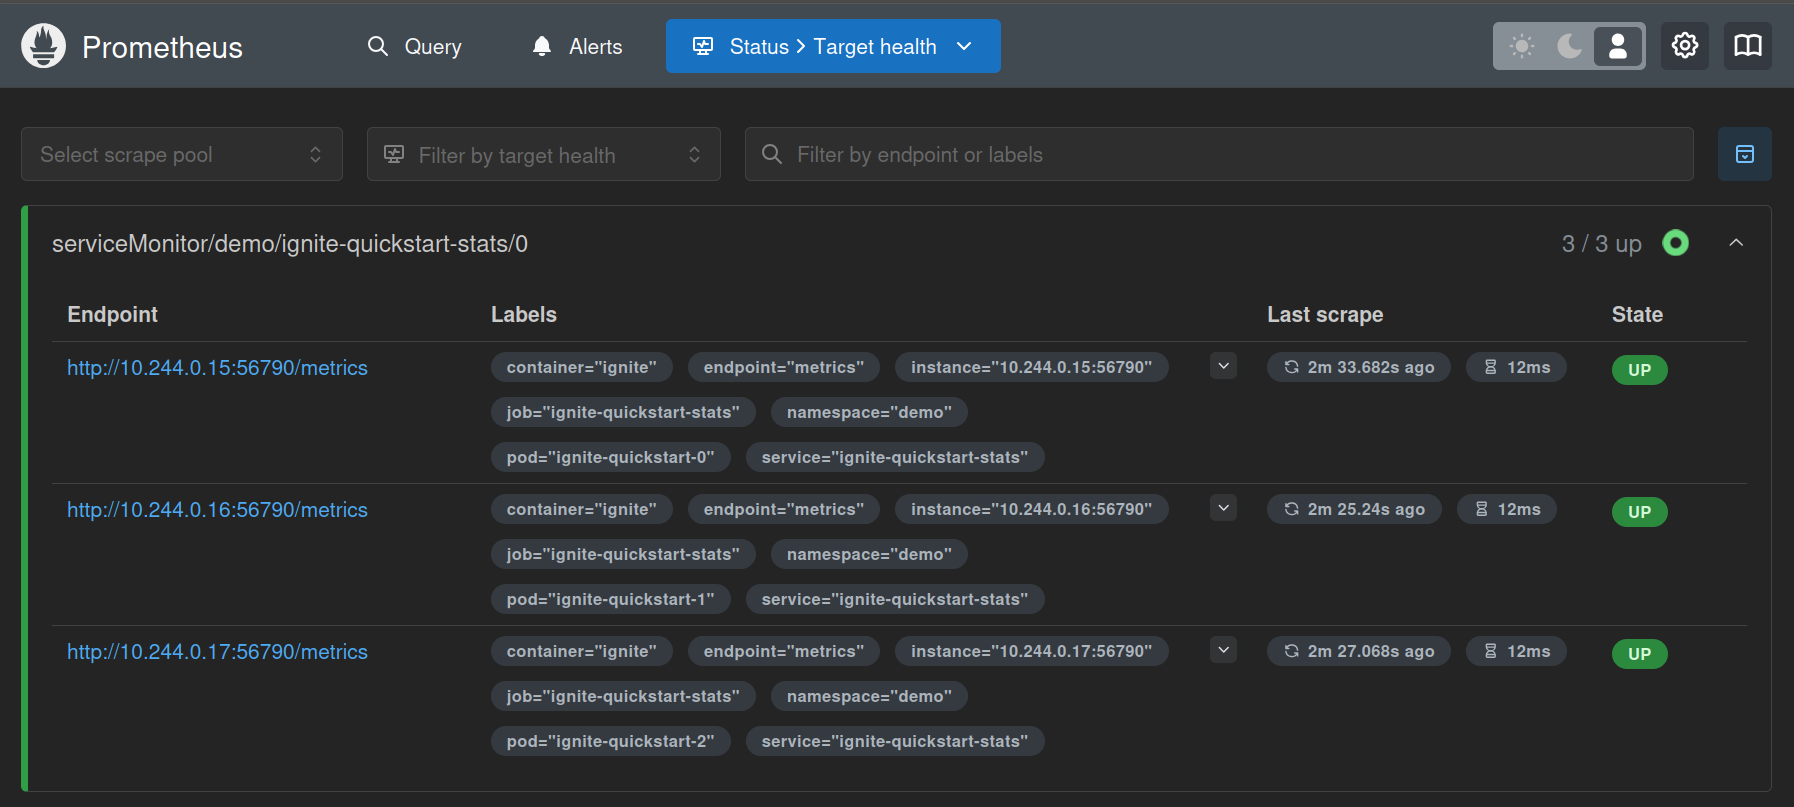 Prometheus Query Alerts Status > Target health
Select scrape pool Filter by target health Filter by endpoint or labels
serviceMonitor/demo/ignite-quickstart-stats/0 3 / 3 up
Endpoint Labels Last scrape State
http://10.244.0.15:56790/metrics container="ignite" endpoint="metrics" instance="10.244.0.15:56790" 2m 33.682s ago 12ms UP
job="ignite-quickstart-stats" namespace="demo"
pod="ignite-quickstart-0" service="ignite-quickstart-stats"
http://10.244.0.16:56790/metrics container="ignite" endpoint="metrics" instance="10.244.0.16:56790" 2m 25.24s ago 12ms UP
job="ignite-quickstart-stats" namespace="demo"
pod="ignite-quickstart-1" service="ignite-quickstart-stats"
http://10.244.0.17:56790/metrics container="ignite" endpoint="metrics" instance="10.244.0.17:56790" 2m 27.068s ago 12ms UP
job="ignite-quickstart-stats" namespace="demo"
pod="ignite-quickstart-2" service="ignite-quickstart-stats"